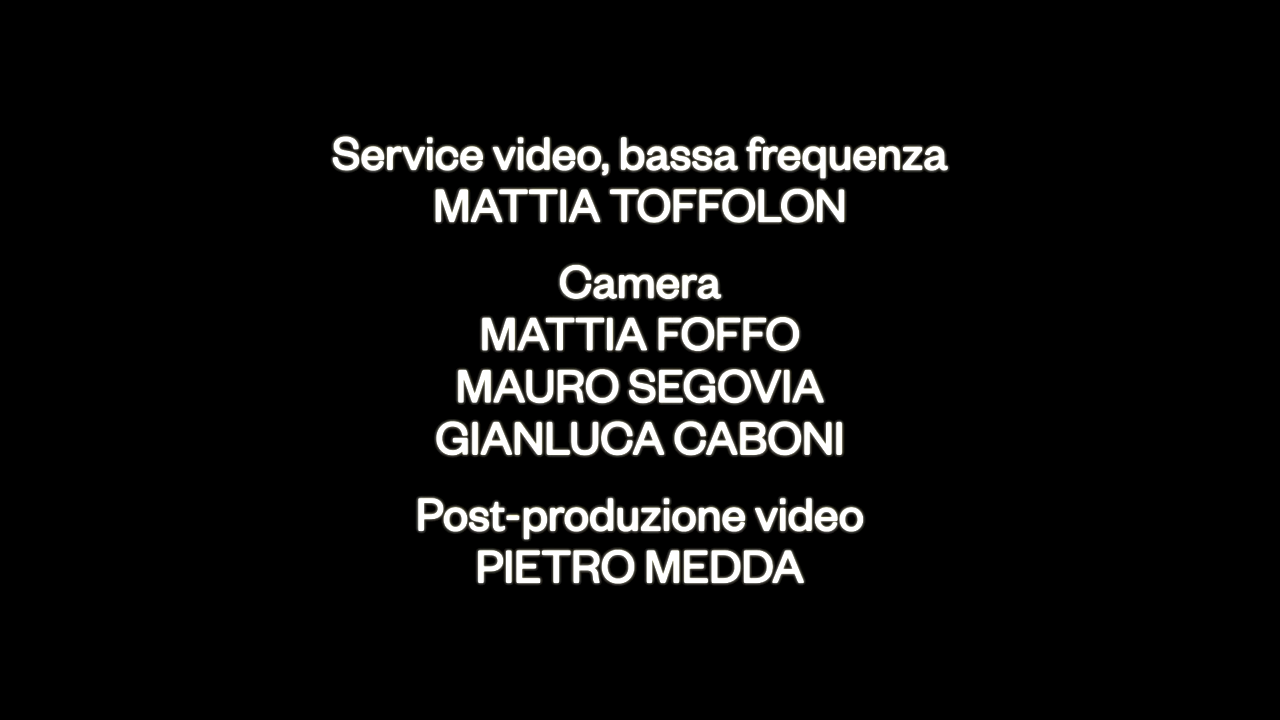 Service video, bassa frequenza
MATTIA TOFFOLON
Camera
MATTIA FOFFO
MAURO SEGOVIA
GIANLUCA CABONI
Post-produzione video
PIETRO MEDDA